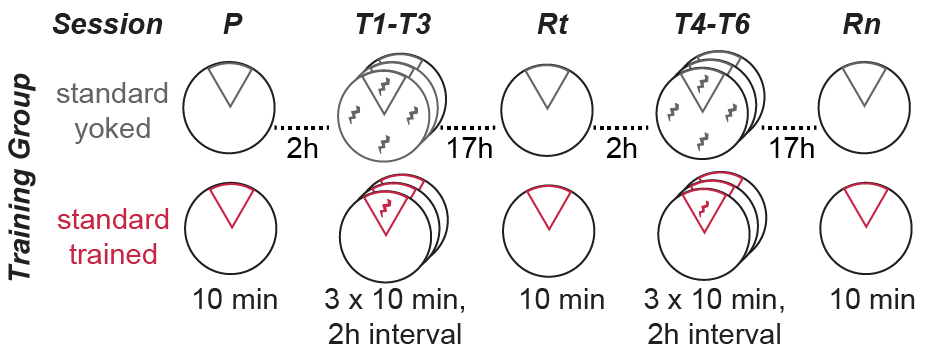 Session P T1-T3 Rt T4-T6 Rn
Training Group
standard
yoked
2h 17h 2h 17h
standard
trained
10 min 3 x 10 min, 10 min 3 x 10 min, 10 min
2h interval 2h interval